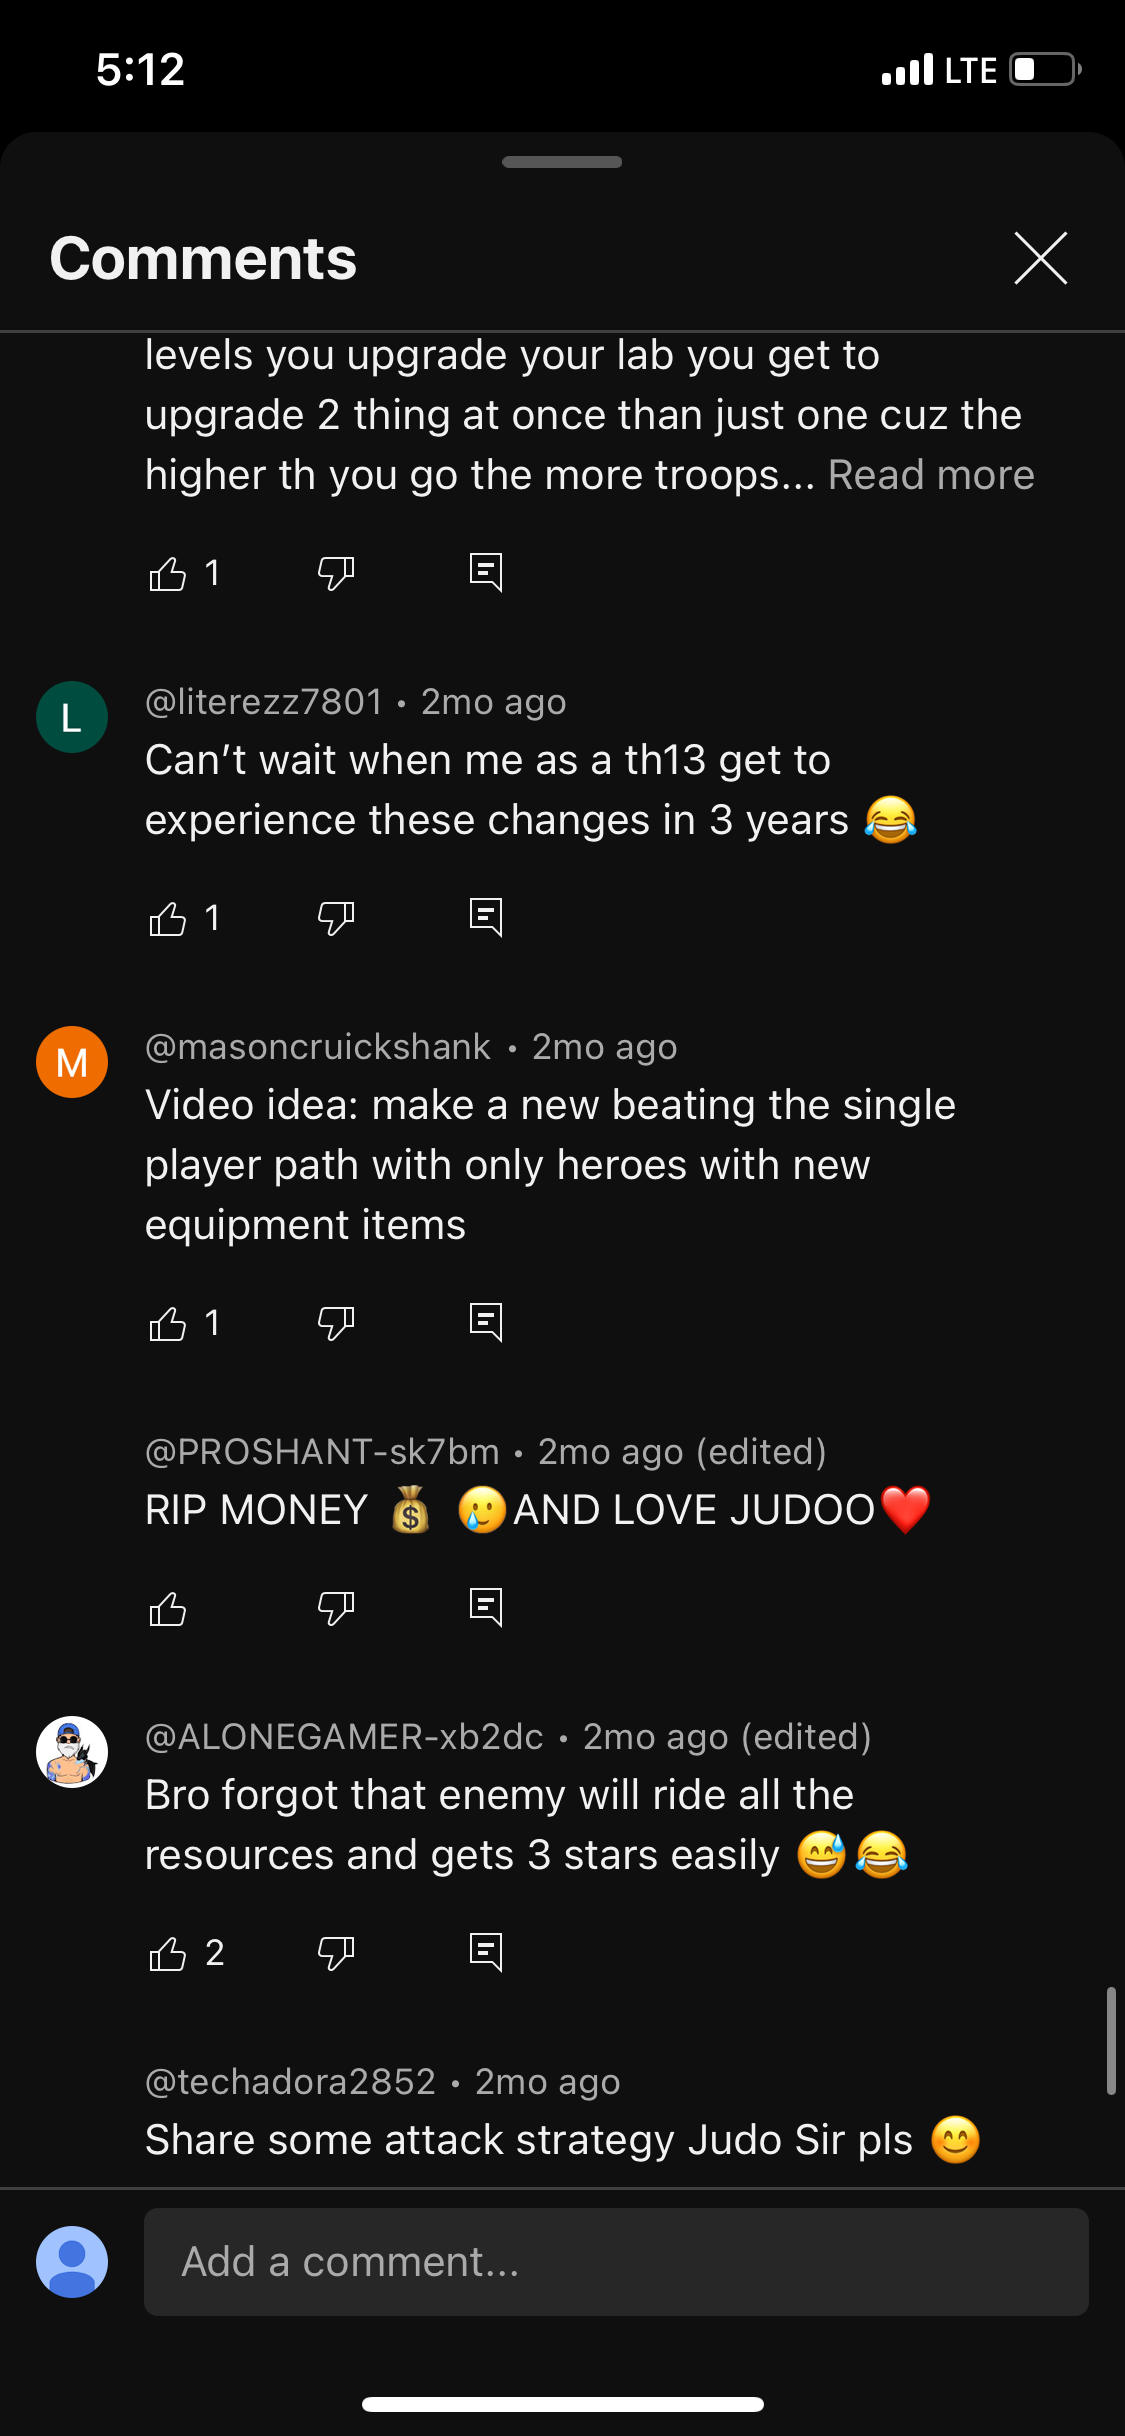 5:12
LTE
Comments
levels you upgrade your lab you get to
upgrade 2 thing at once than just one cuz the
higher th you go the more troops... Read more
1
L
@literezz7801 • 2mo ago
Can’t wait when me as a th13 get to
experience these changes in 3 years 😂
1
M
@masoncruickshank • 2mo ago
Video idea: make a new beating the single
player path with only heroes with new
equipment items
1
@PROSHANT-sk7bm • 2mo ago (edited)
RIP MONEY 💰 🥲AND LOVE JUDOO❤️
@ALONEGAMER-xb2dc • 2mo ago (edited)
Bro forgot that enemy will ride all the
resources and gets 3 stars easily 😅😂
2
@techadora2852 • 2mo ago
Share some attack strategy Judo Sir pls 😊
Add a comment...